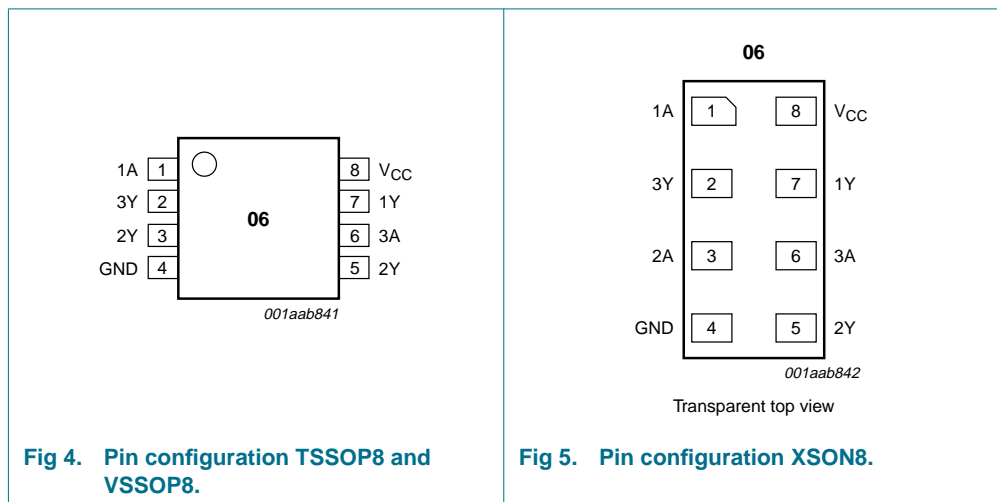 1A 1 8 VCC
3Y 2 06 7 1Y
2Y 3 6 3A
GND 4 5 2Y
001aab841
Fig 4. Pin configuration TSSOP8 and
VSSOP8.
06
1A 1 8 VCC
3Y 2 7 1Y
2A 3 6 3A
GND 4 5 2Y
001aab842
Transparent top view
Fig 5. Pin configuration XSON8.